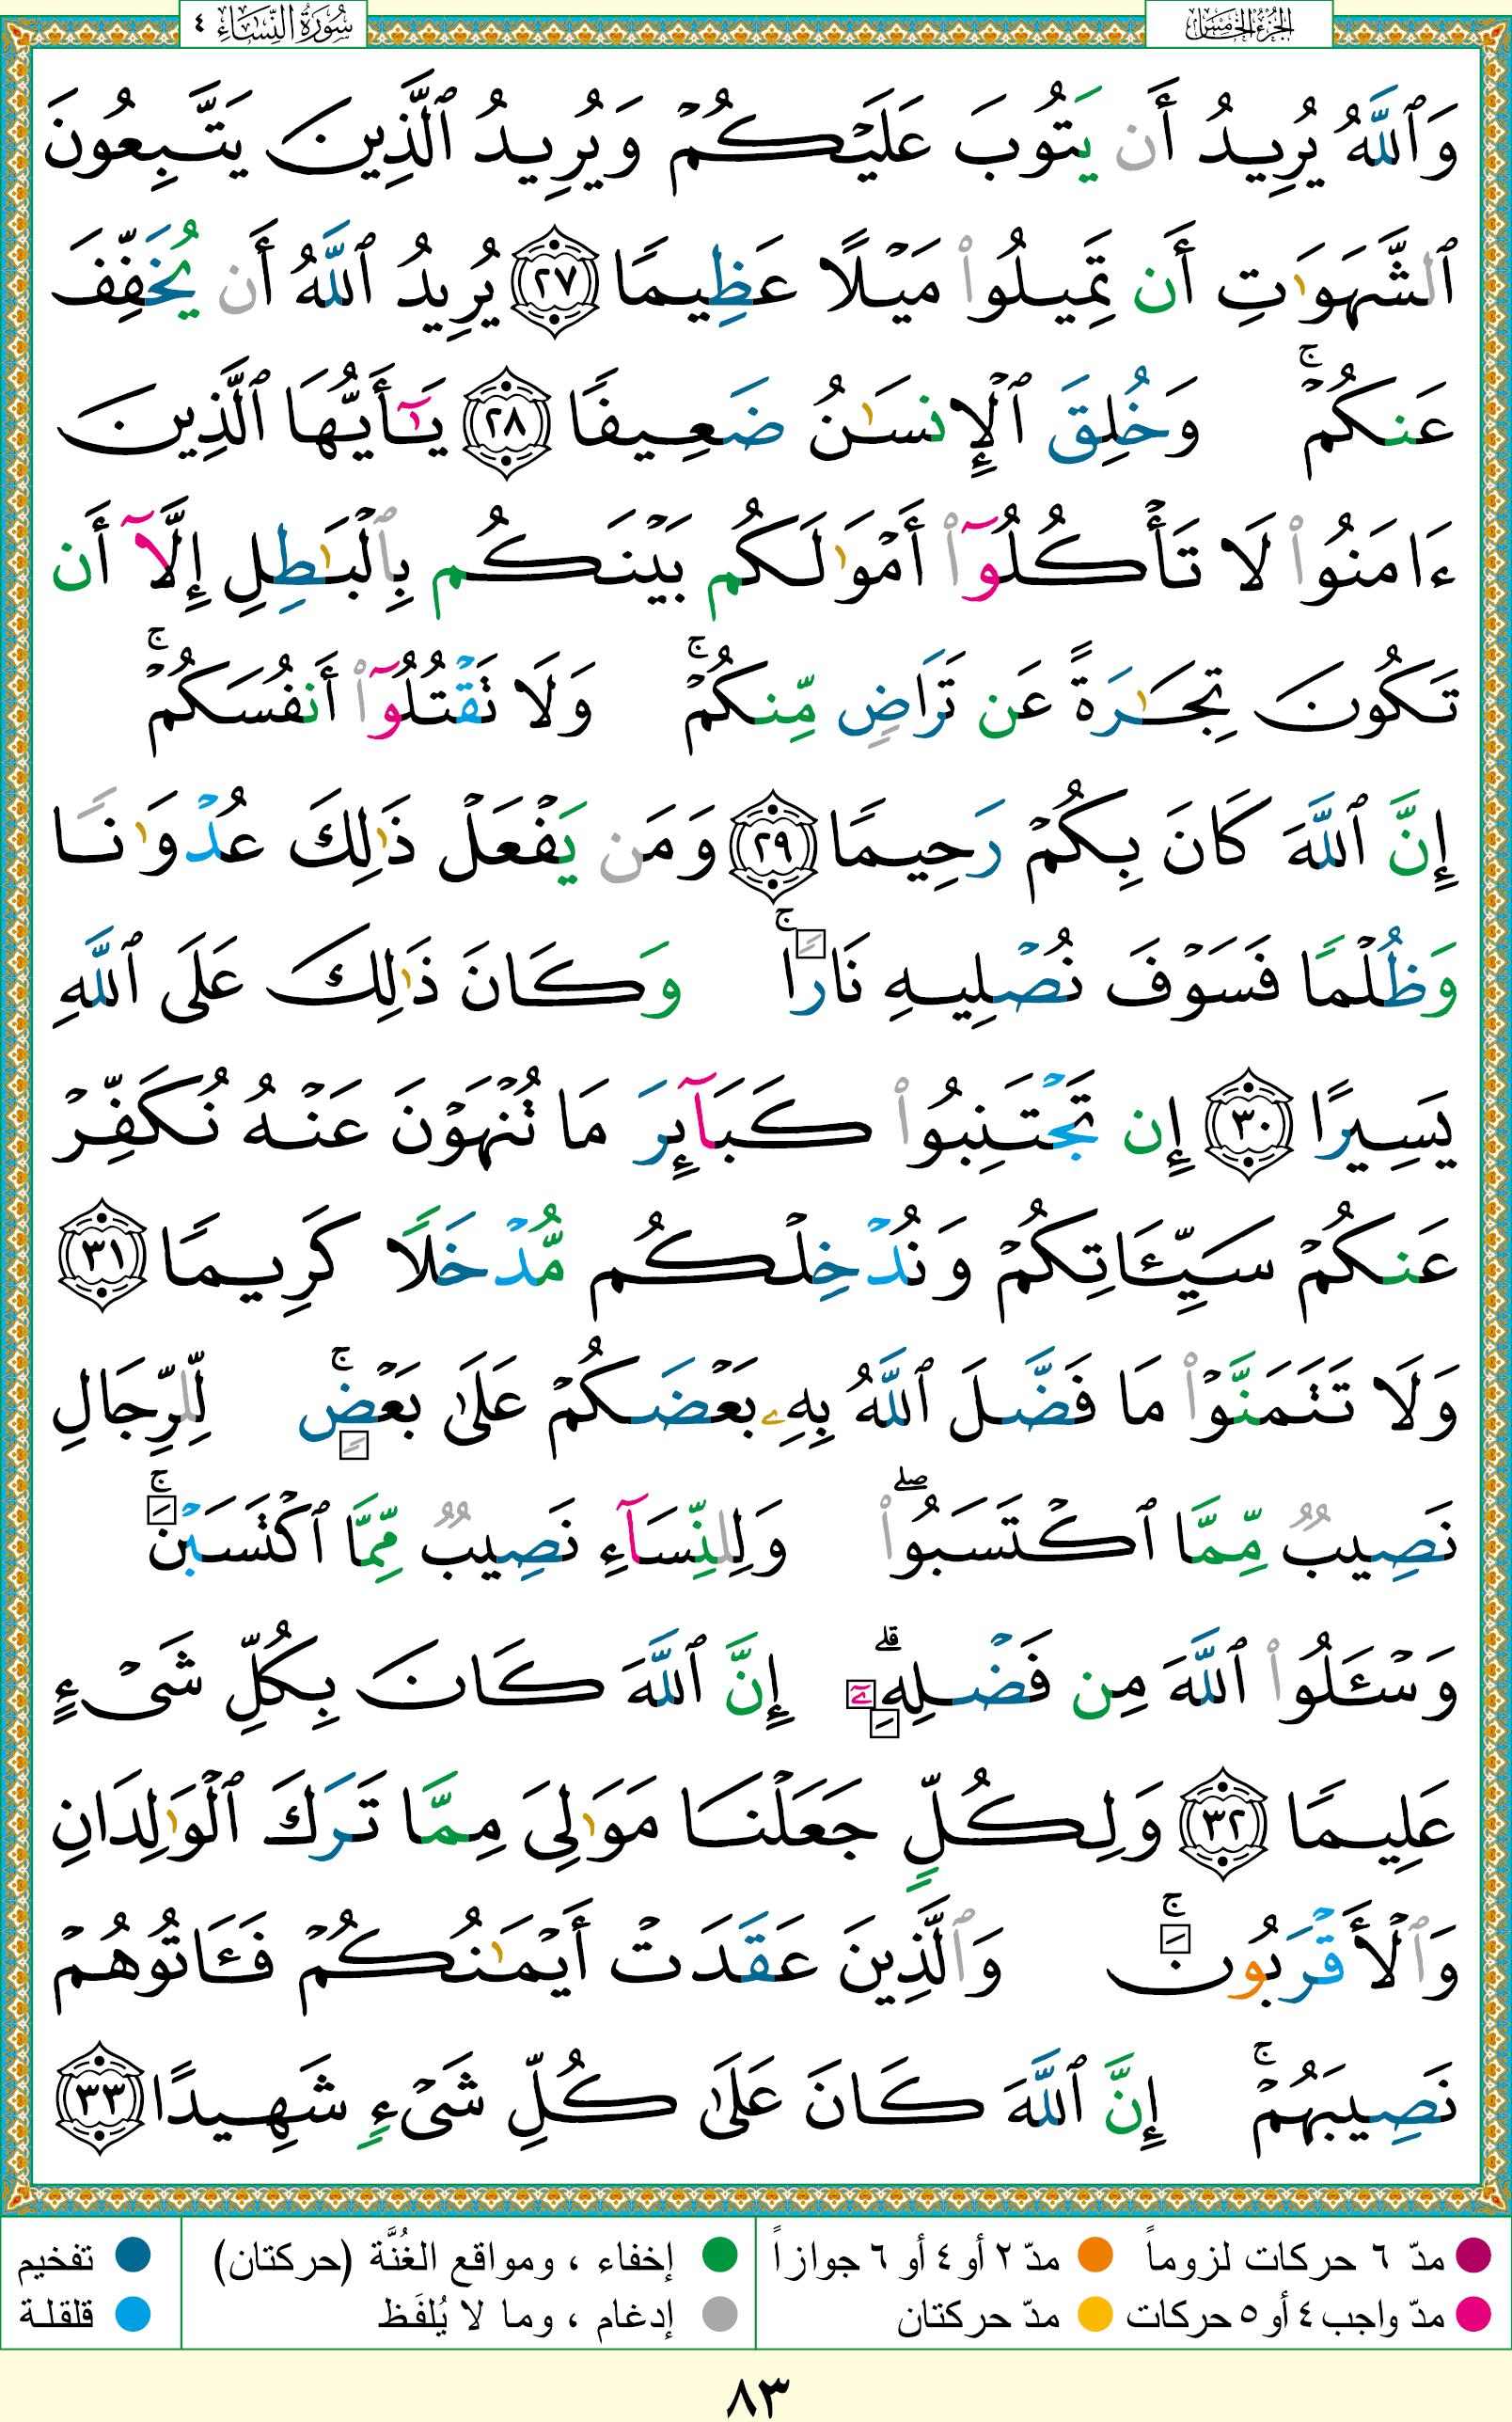 الجزء الخامس
سُورَةُ النِّسَاءِ ٤
وَٱللَّهُ يُرِيدُ أَن يَتُوبَ عَلَيْكُمْ وَيُرِيدُ ٱلَّذِينَ يَتَّبِعُونَ
ٱلشَّهَوَٰتِ أَن تَمِيلُوا۟ مَيْلًا عَظِيمًا ٢٧ يُرِيدُ ٱللَّهُ أَن يُخَفِّفَ
عَنكُمْ ۚ وَخُلِقَ ٱلْإِنسَٰنُ ضَعِيفًا ٢٨ يَٰٓأَيُّهَا ٱلَّذِينَ
ءَامَنُوا۟ لَا تَأْكُلُوٓا۟ أَمْوَٰلَكُم بَيْنَكُم بِٱلْبَٰطِلِ إِلَّآ أَن
تَكُونَ تِجَٰرَةً عَن تَرَاضٍ مِّنكُمْ ۚ وَلَا تَقْتُلُوٓا۟ أَنفُسَكُمْ ۚ
إِنَّ ٱللَّهَ كَانَ بِكُمْ رَحِيمًا ٢٩ وَمَن يَفْعَلْ ذَٰلِكَ عُدْوَٰنًا
وَظُلْمًا فَسَوْفَ نُصْلِيهِ نَارًا ۚ وَكَانَ ذَٰلِكَ عَلَى ٱللَّهِ
يَسِيرًا ٣٠ إِن تَجْتَنِبُوا۟ كَبَآئِرَ مَا تُنْهَوْنَ عَنْهُ نُكَفِّرْ
عَنكُمْ سَيِّـَٔاتِكُمْ وَنُدْخِلْكُم مُّدْخَلًا كَرِيمًا ٣١
وَلَا تَتَمَنَّوْا۟ مَا فَضَّلَ ٱللَّهُ بِهِۦ بَعْضَكُمْ عَلَىٰ بَعْضٍ ۚ لِّلرِّجَالِ
نَصِيبٌ مِّمَّا ٱكْتَسَبُوا۟ ۖ وَلِلنِّسَآءِ نَصِيبٌ مِّمَّا ٱكْتَسَبْنَ ۚ
وَسْـَٔلُوا۟ ٱللَّهَ مِن فَضْلِهِۦٓ ۗ إِنَّ ٱللَّهَ كَانَ بِكُلِّ شَىْءٍ
عَلِيمًا ٣٢ وَلِكُلٍّ جَعَلْنَا مَوَٰلِىَ مِمَّا تَرَكَ ٱلْوَٰلِدَانِ
وَٱلْأَقْرَبُونَ ۚ وَٱلَّذِينَ عَقَدَتْ أَيْمَٰنُكُمْ فَـَٔاتُوهُمْ
نَصِيبَهُمْ ۚ إِنَّ ٱللَّهَ كَانَ عَلَىٰ كُلِّ شَىْءٍ شَهِيدًا ٣٣
مدّ ٦ حركات لزوماً مدّ ٢ أو ٤ أو ٦ جوازاً إخفاء ، ومواقع الغُنَّة (حركتان) تفخيم
مدّ واجب ٤ أو ٥ حركات مدّ حركتان إدغام ، وما لا يُلفَظ قلقلة
٨٣